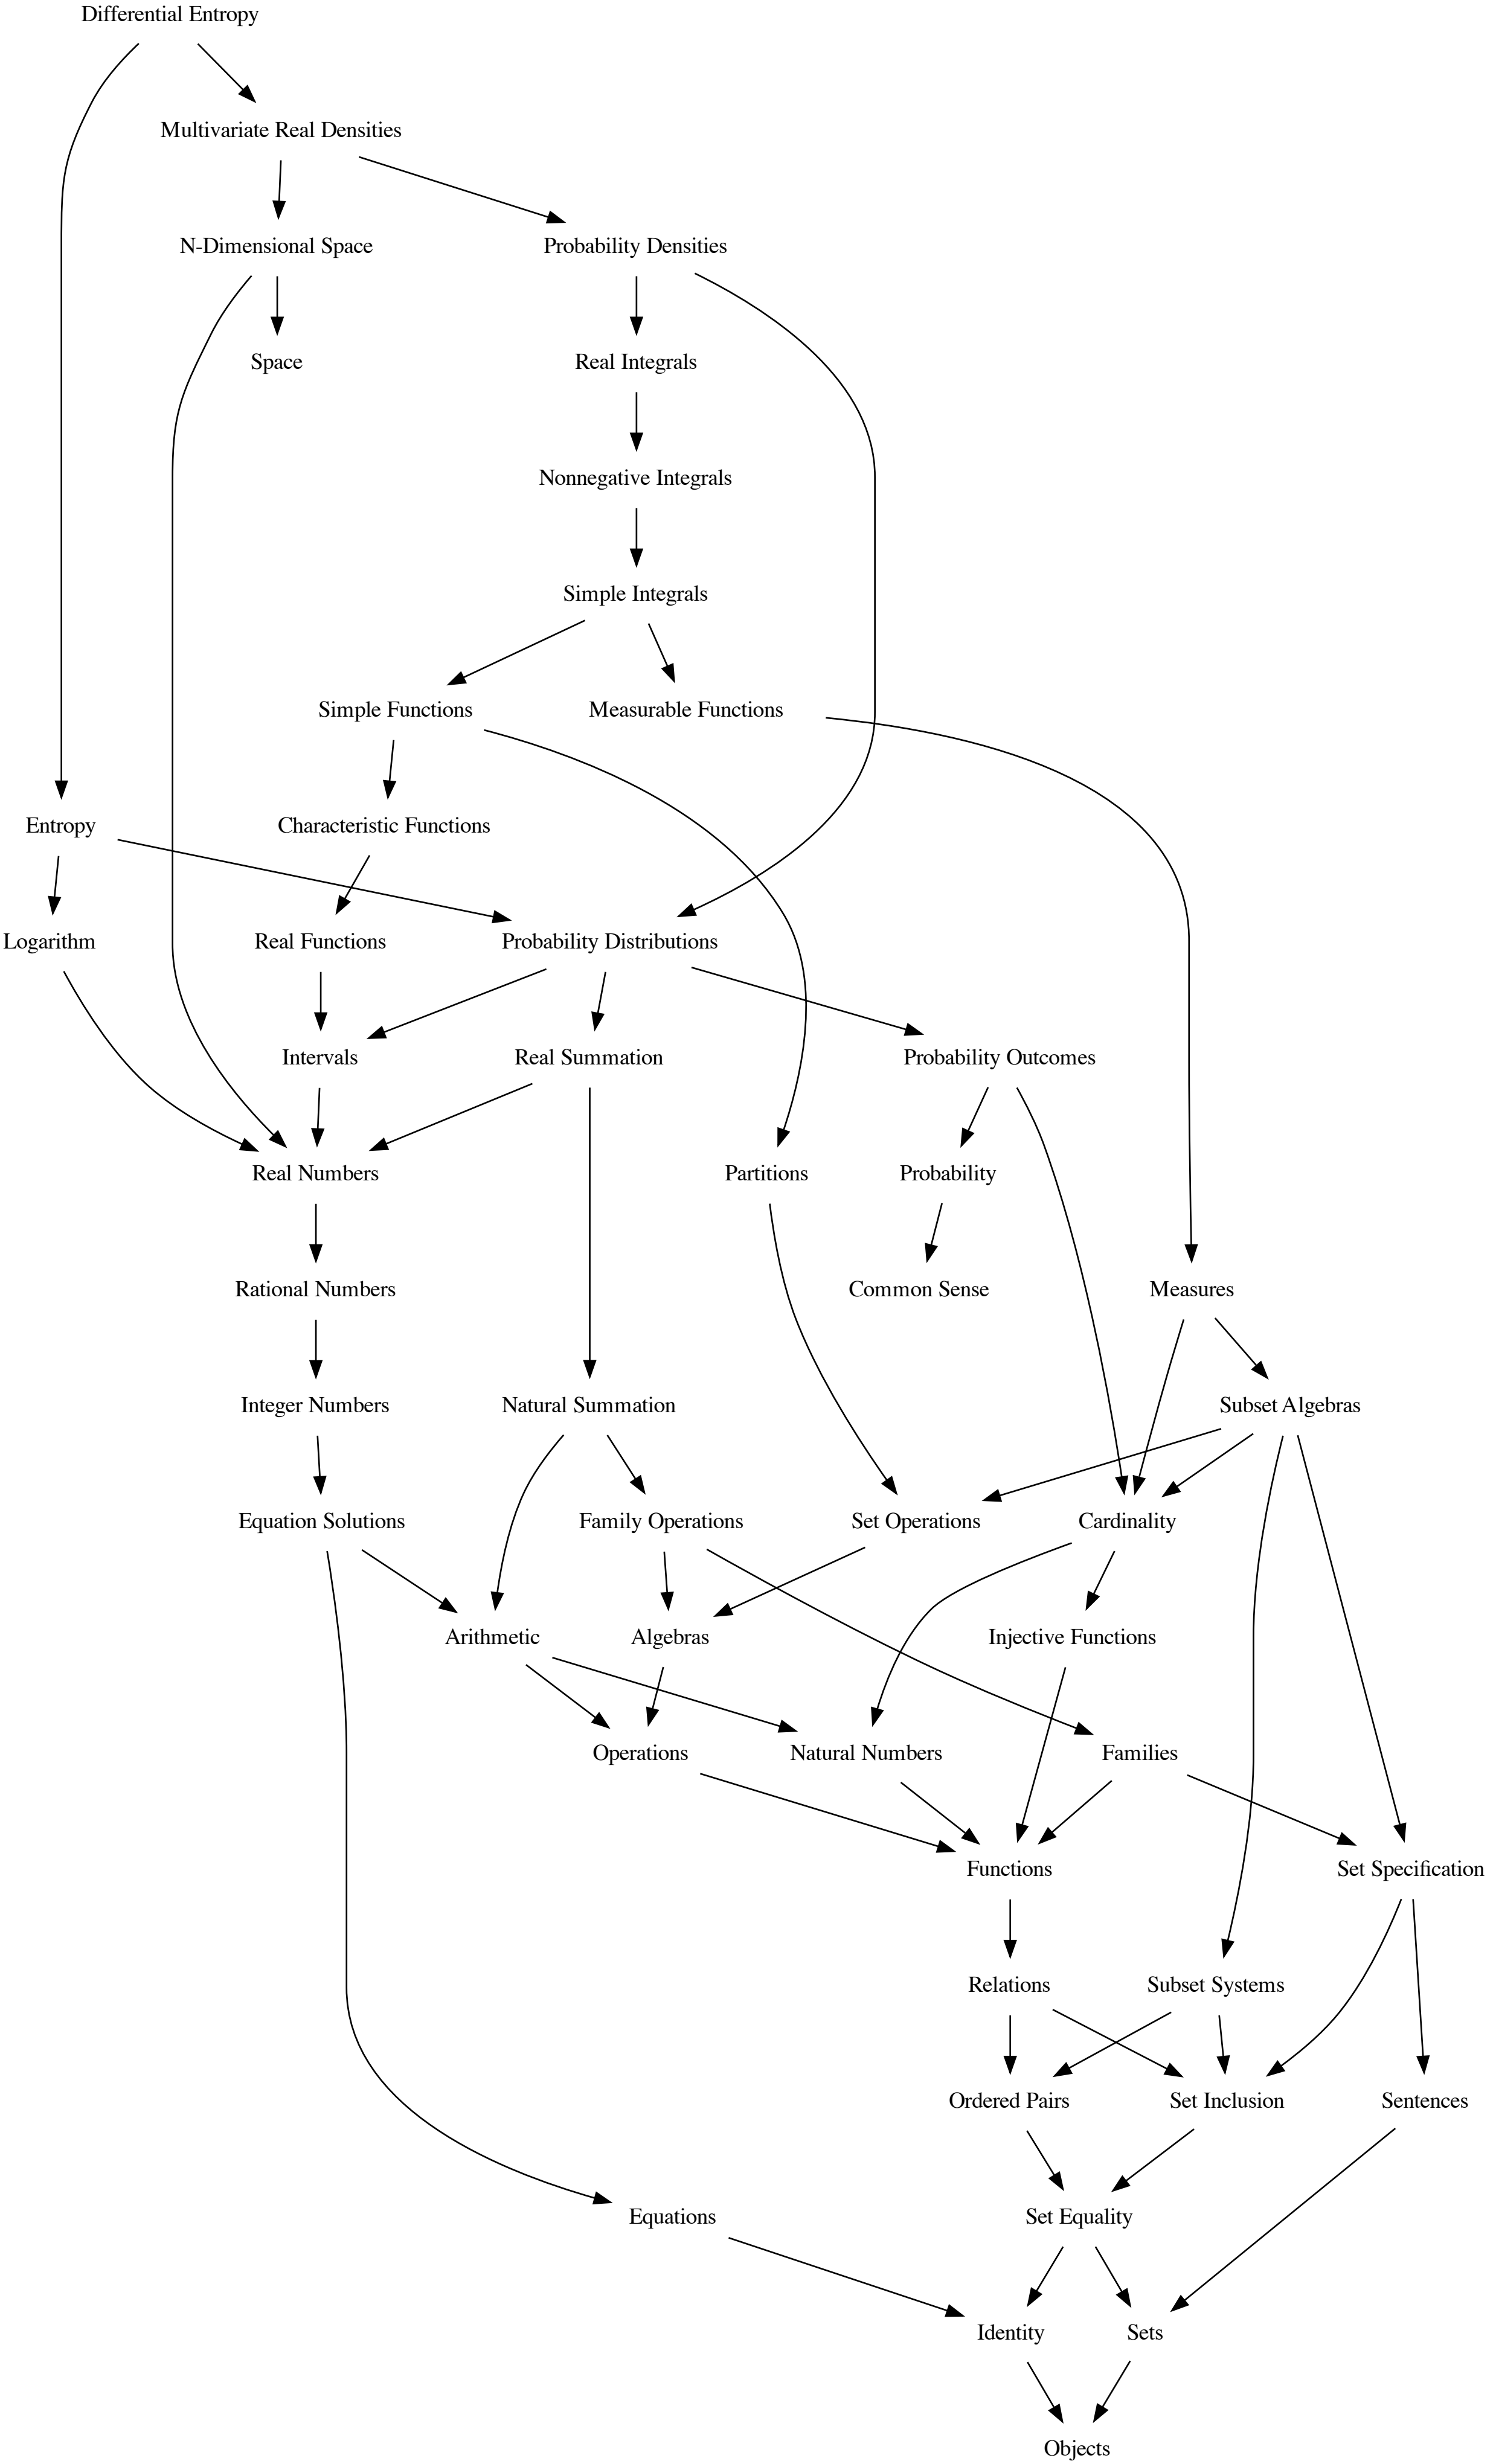 Differential Entropy
Multivariate Real Densities
N-Dimensional Space
Probability Densities
Space
Real Integrals
Nonnegative Integrals
Simple Integrals
Simple Functions
Measurable Functions
Entropy
Characteristic Functions
Logarithm
Real Functions
Probability Distributions
Intervals
Real Summation
Probability Outcomes
Real Numbers
Partitions
Probability
Rational Numbers
Common Sense
Measures
Integer Numbers
Natural Summation
Subset Algebras
Equation Solutions
Family Operations
Set Operations
Cardinality
Arithmetic
Algebras
Injective Functions
Operations
Natural Numbers
Families
Functions
Set Specification
Relations
Subset Systems
Ordered Pairs
Set Inclusion
Sentences
Equations
Set Equality
Identity
Sets
Objects